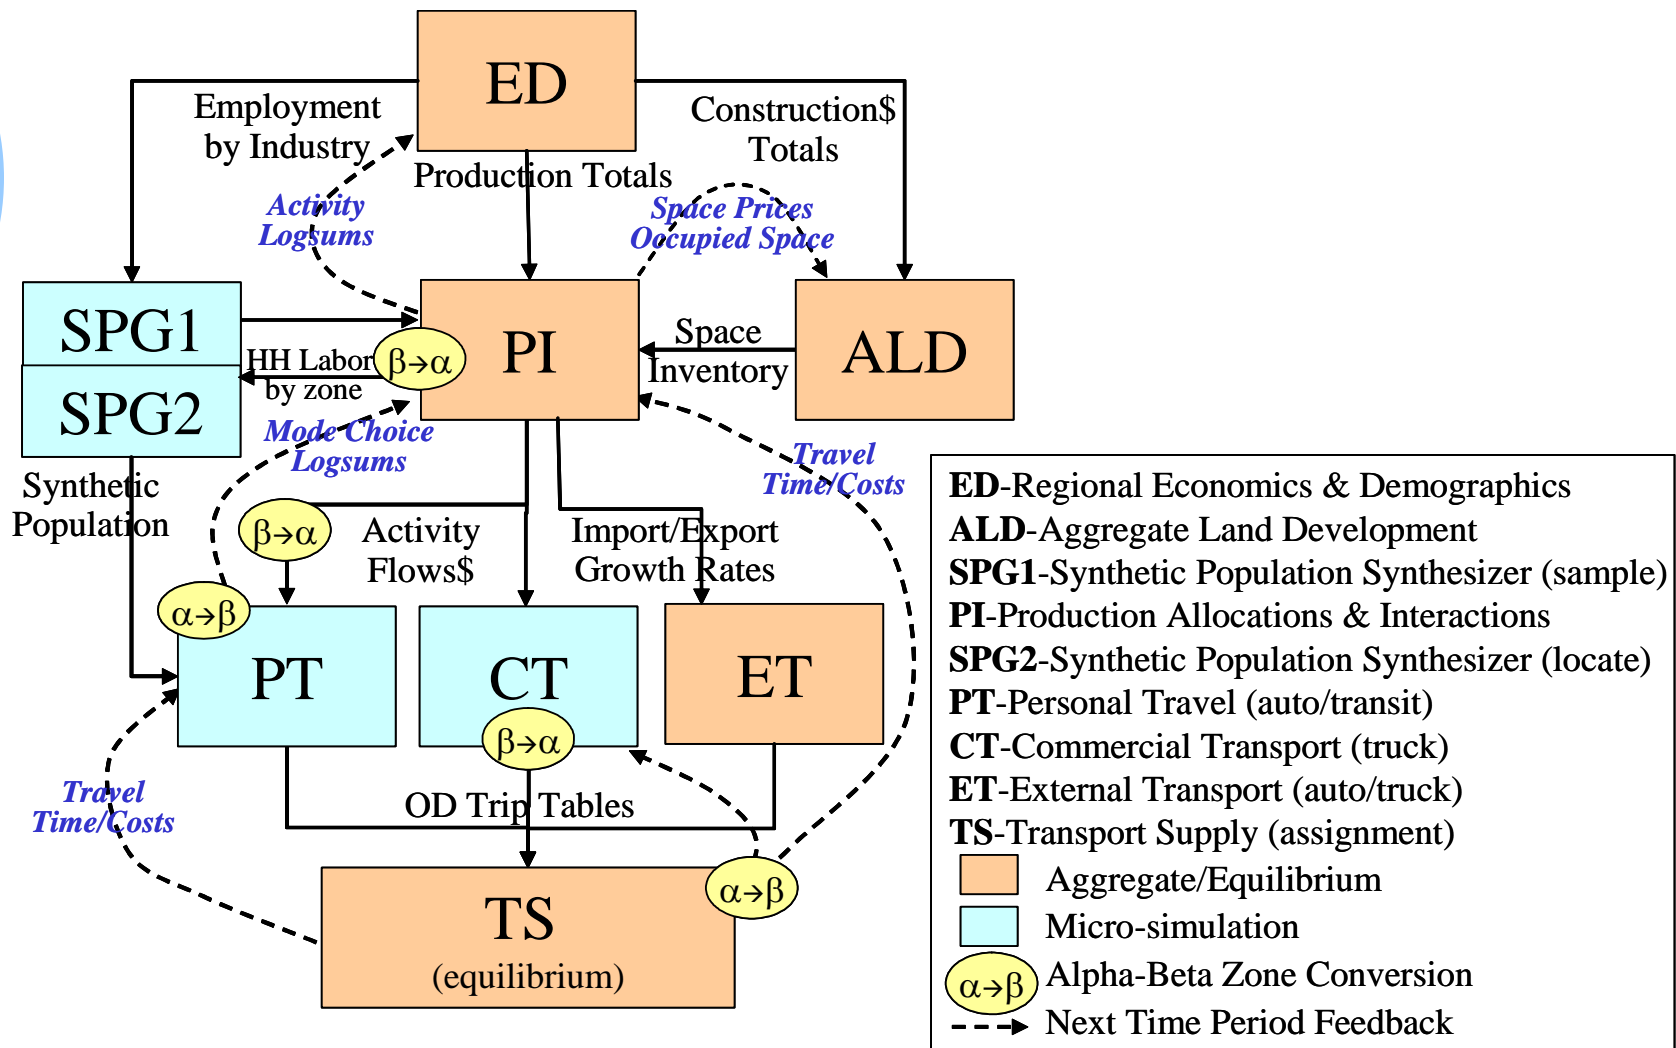 ED
Employment
by Industry
Construction$
Totals
Production Totals
Activity
Logsums
Space Prices
Occupied Space
SPG1
SPG2
HH Labor
by zone
β→α
PI
Space
Inventory
ALD
Mode Choice
Logsums
Travel
Time/Costs
Synthetic
Population
β→α
Activity
Flows$
Import/Export
Growth Rates
α→β
PT
CT
β→α
ET
Travel
Time/Costs
OD Trip Tables
α→β
TS
(equilibrium)
ED-Regional Economics & Demographics
ALD-Aggregate Land Development
SPG1-Synthetic Population Synthesizer (sample)
PI-Production Allocations & Interactions
SPG2-Synthetic Population Synthesizer (locate)
PT-Personal Travel (auto/transit)
CT-Commercial Transport (truck)
ET-External Transport (auto/truck)
TS-Transport Supply (assignment)
Aggregate/Equilibrium
Micro-simulation
α→β Alpha-Beta Zone Conversion
Next Time Period Feedback